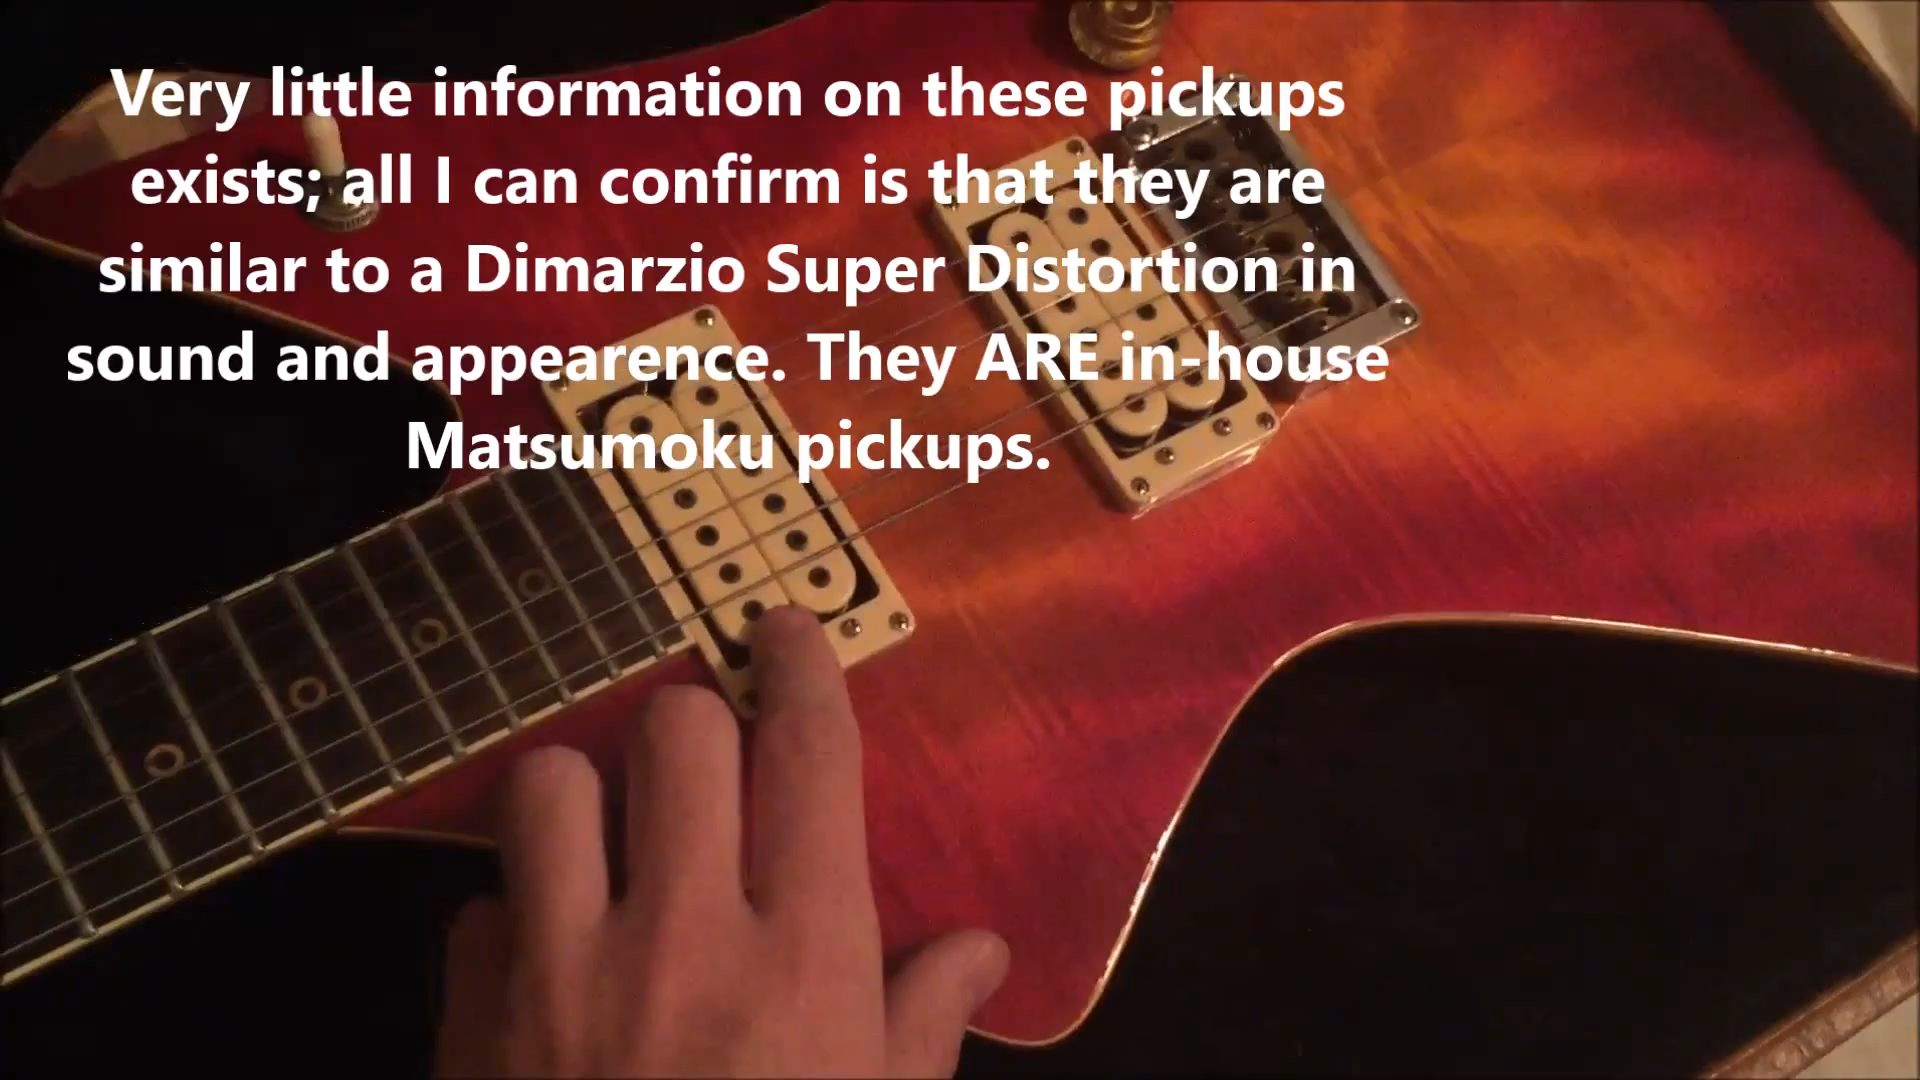 Very little information on these pickups
exists; all I can confirm is that they are
similar to a Dimarzio Super Distortion in
sound and appearence. They ARE in-house
Matsumoku pickups.